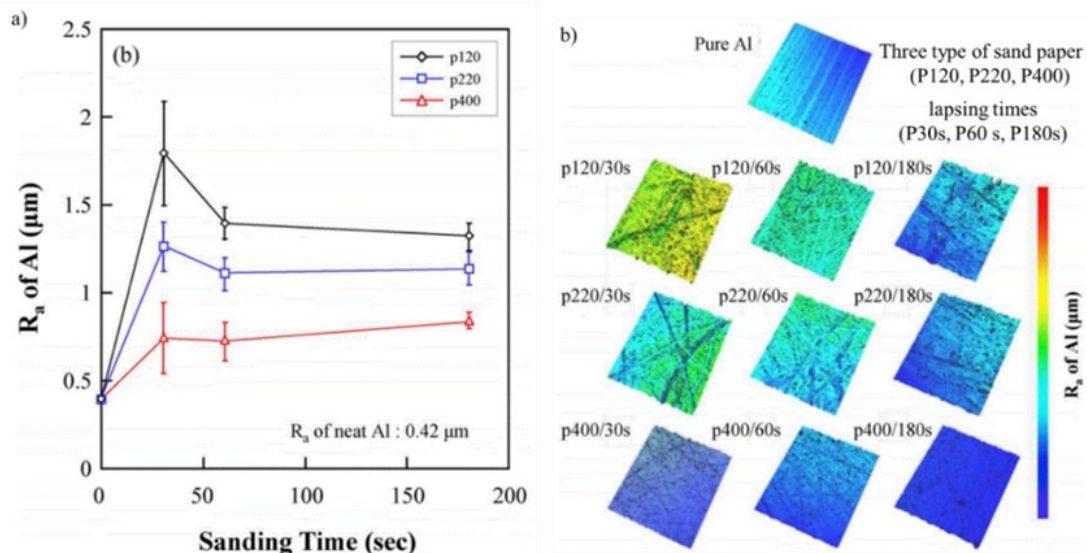 a)
(b)
p120
p220
p400
2.5
2
1.5
1
0.5
0
Rₐ of Al (μm)
Rₐ of neat Al : 0.42 μm
0 50 100 150 200
Sanding Time (sec)
b)
Pure Al
Three type of sand paper
(P120, P220, P400)
lapsing times
(P30s, P60 s, P180s)
p120/30s p120/60s p120/180s
p220/30s p220/60s p220/180s
p400/30s p400/60s p400/180s
Rₐ of Al (μm)